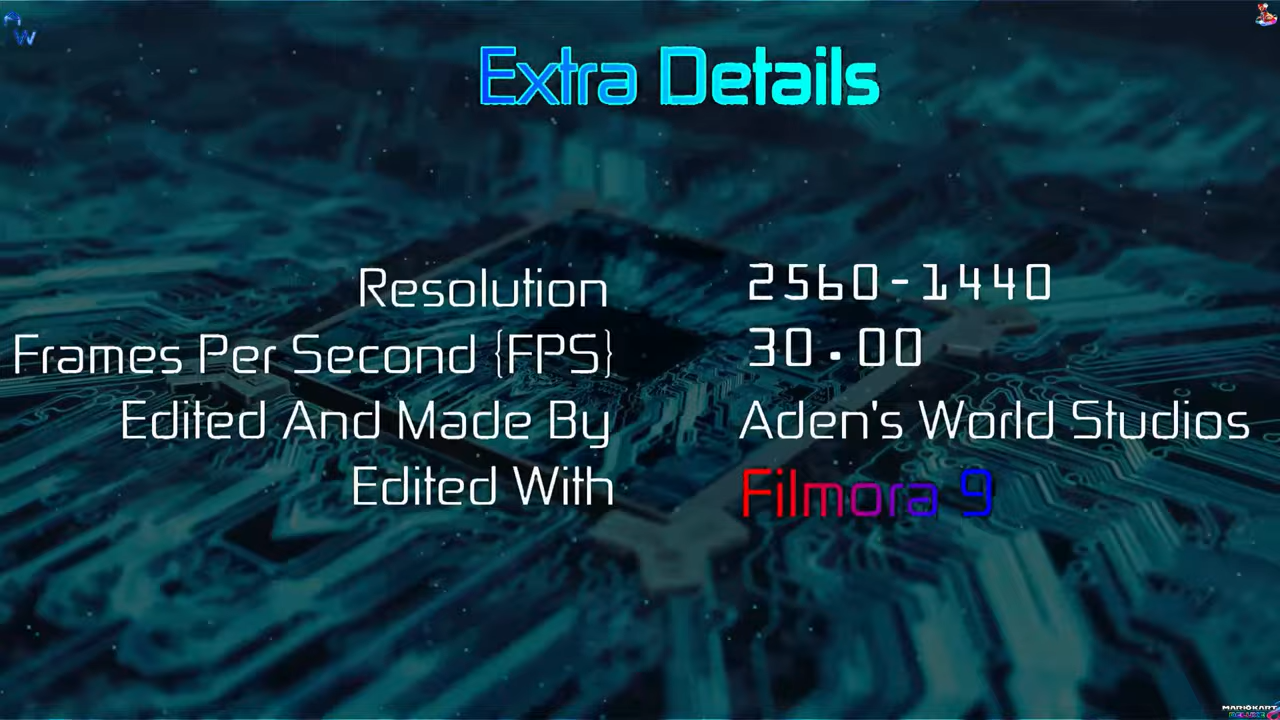 W
Extra Details
Resolution 2560-1440
Frames Per Second {FPS} 30.00
Edited And Made By Aden's World Studios
Edited With Filmora 9
MARIOKART